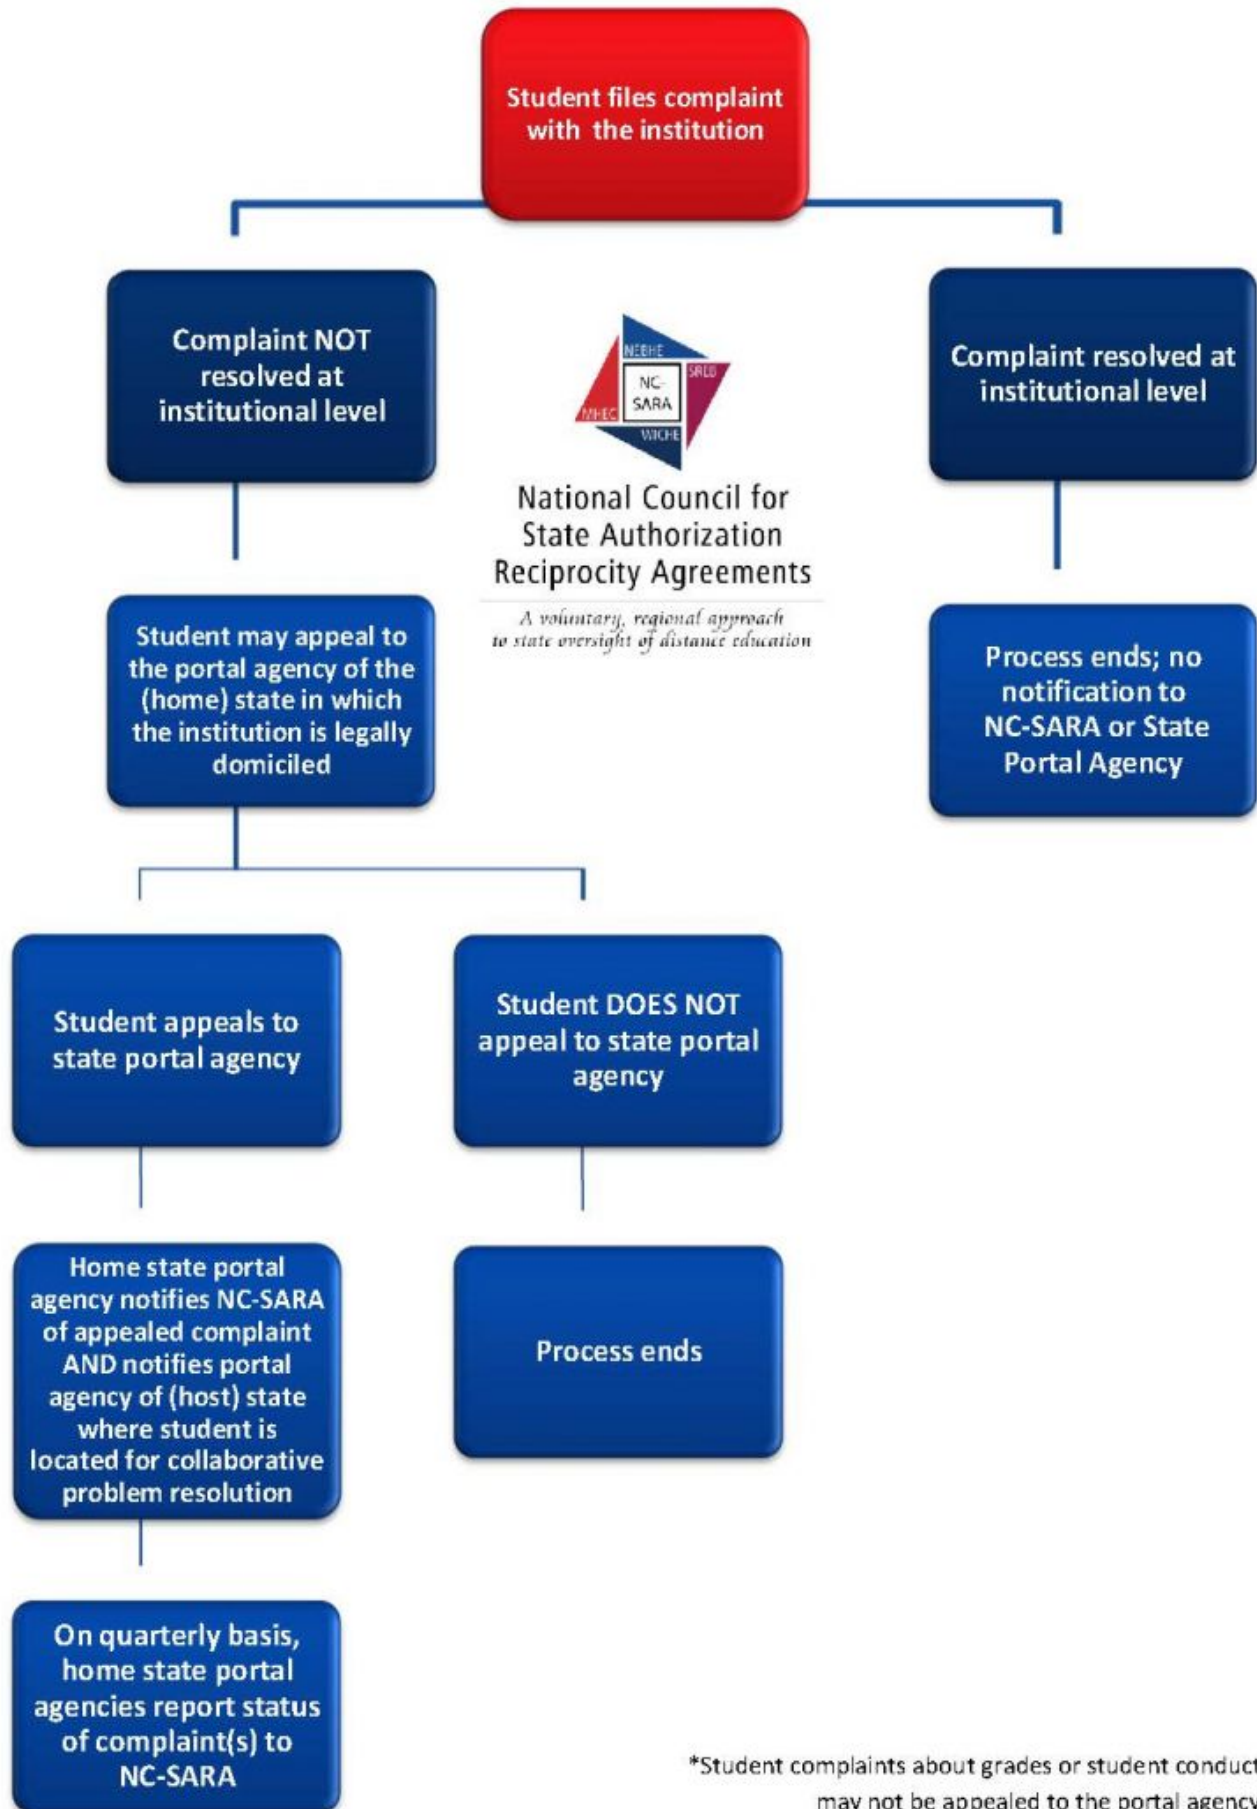 Student files complaint
with the institution
Complaint NOT
resolved at
institutional level
NEBHE
SREB
NC-
SARA
MHEC
WICHE
National Council for
State Authorization
Reciprocity Agreements
A voluntary, regional approach
to state oversight of distance education
Complaint resolved at
institutional level
Student may appeal to
the portal agency of the
(home) state in which
the institution is legally
domiciled
Process ends; no
notification to
NC-SARA or State
Portal Agency
Student appeals to
state portal agency
Student DOES NOT
appeal to state portal
agency
Home state portal
agency notifies NC-SARA
of appealed complaint
AND notifies portal
agency of (host) state
where student is
located for collaborative
problem resolution
Process ends
On quarterly basis,
home state portal
agencies report status
of complaint(s) to
NC-SARA
*Student complaints about grades or student conduct
may not be appealed to the portal agency